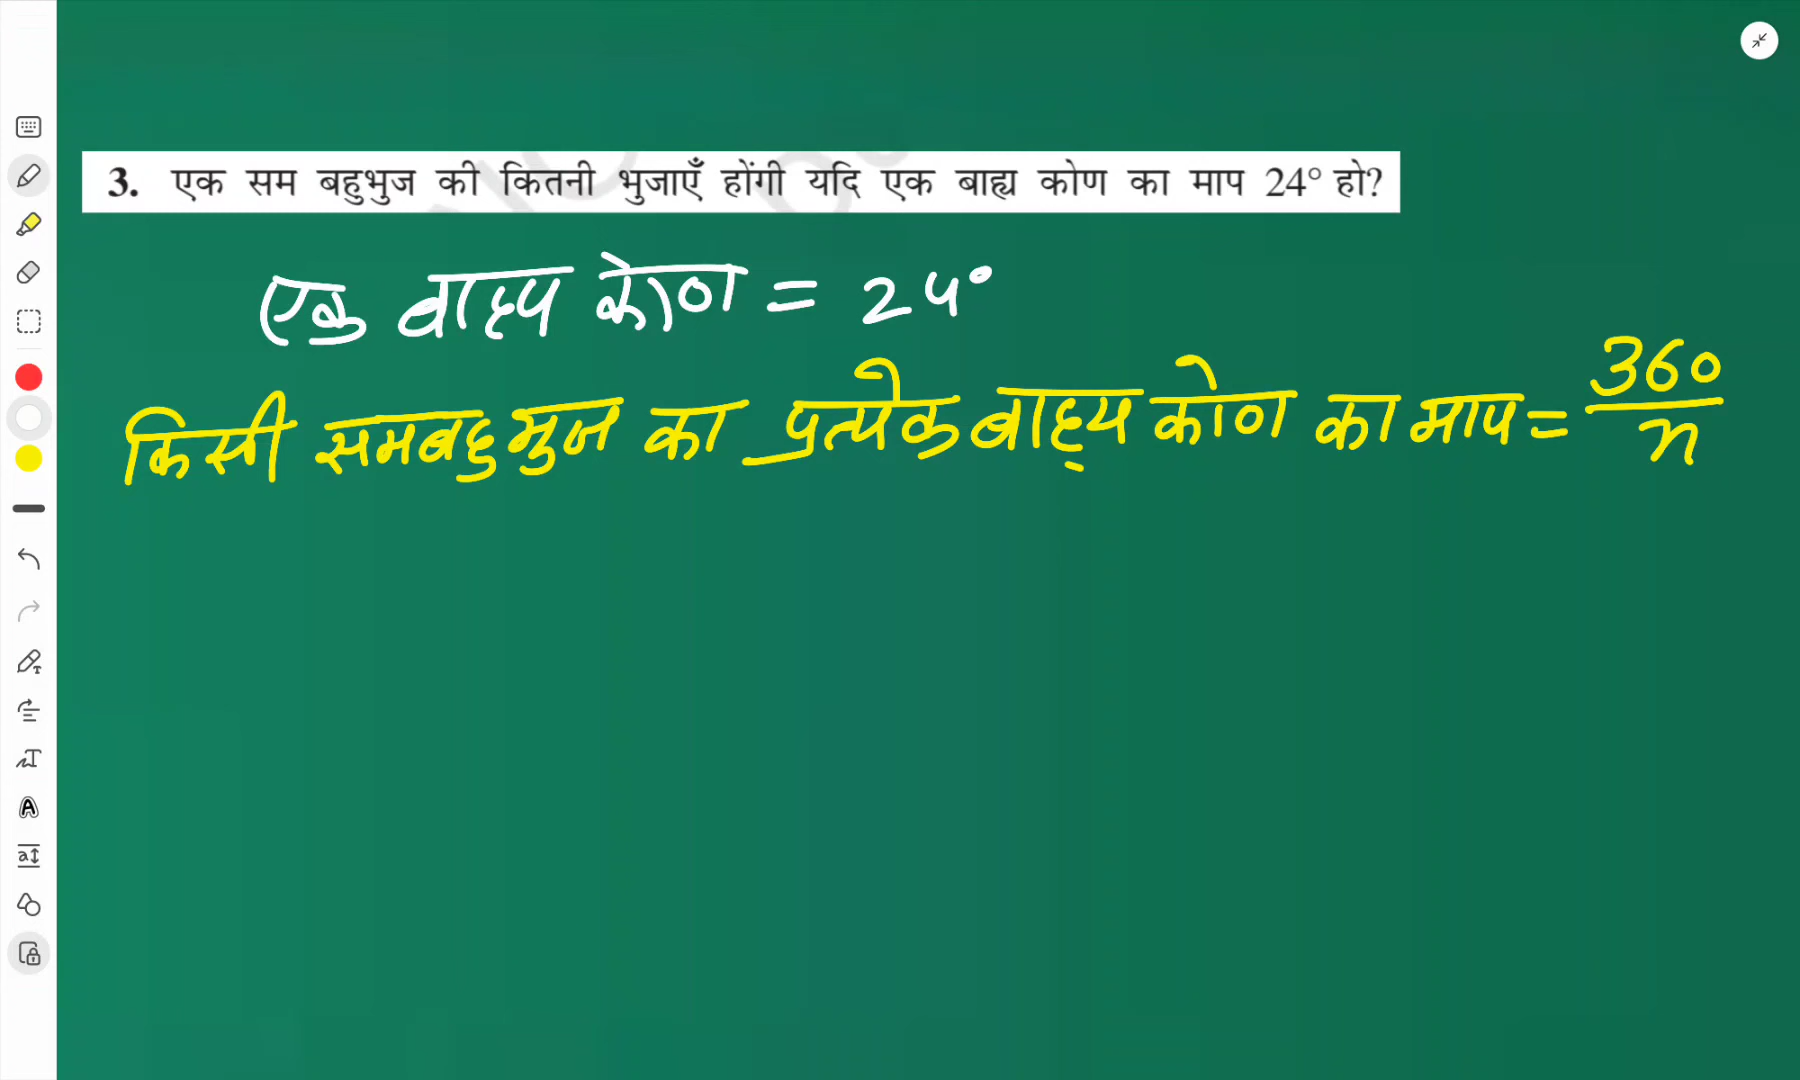 3. एक सम बहुभुज की कितनी भुजाएँ होंगी यदि एक बाह्य कोण का माप 24° हो?
एक बाह्य कोण = 24°
किसी समबहुभुज का प्रत्येक बाह्य कोण का माप = 360/n